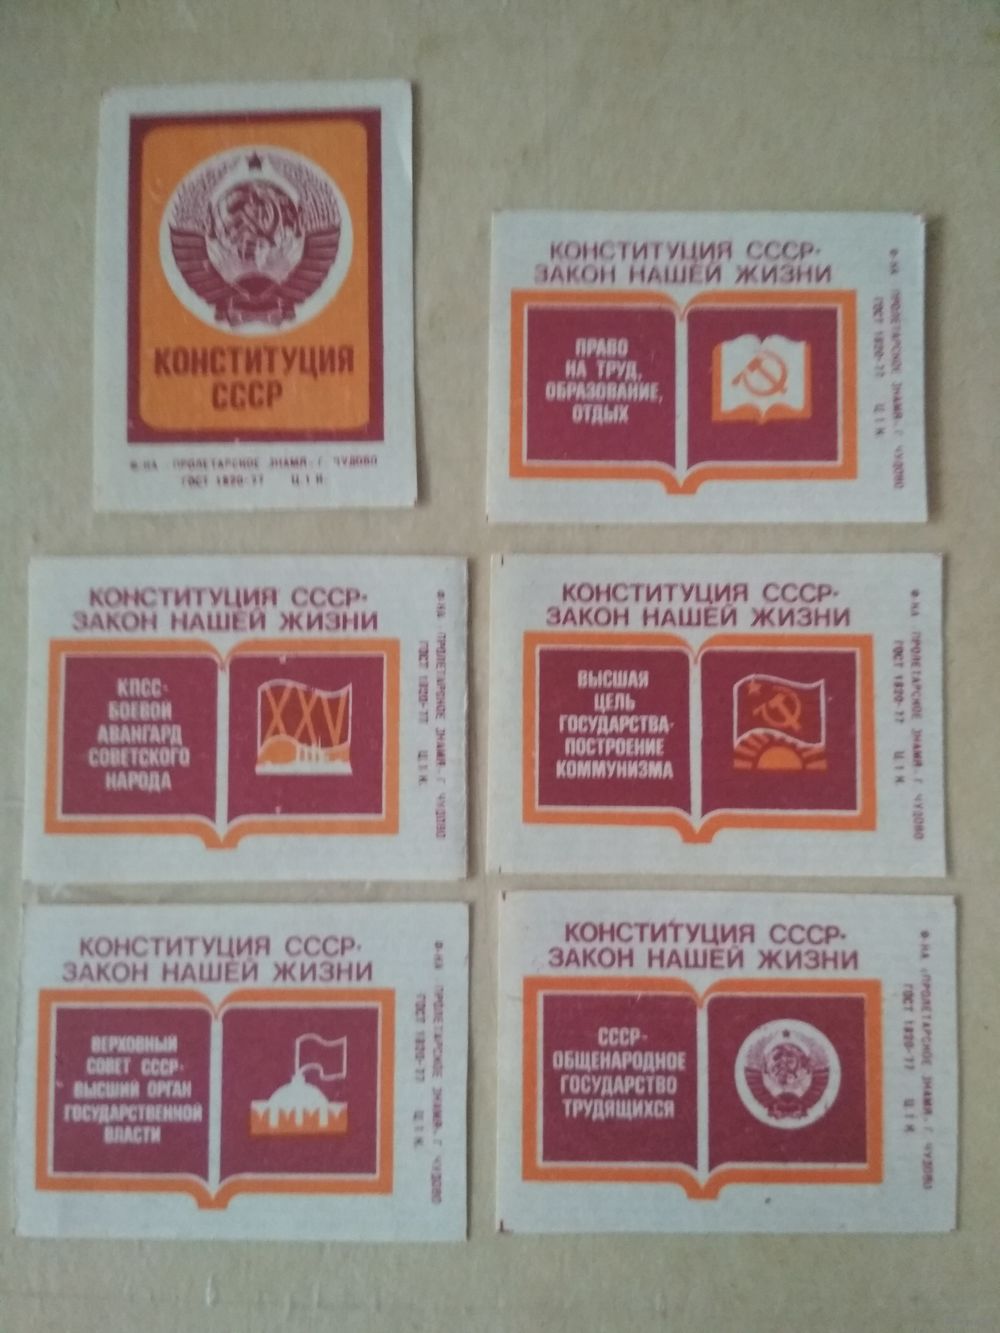 КОНСТИТУЦИЯ
СССР
Ф-КА "ПРОЛЕТАРСКОЕ ЗНАМЯ" Г. ЧУДОВО
ГОСТ 1820-77 Ц. 1 К.
КОНСТИТУЦИЯ СССР-
ЗАКОН НАШЕЙ ЖИЗНИ
ПРАВО
НА ТРУД,
ОБРАЗОВАНИЕ,
ОТДЫХ
Ф-КА "ПРОЛЕТАРСКОЕ ЗНАМЯ" Г. ЧУДОВО
ГОСТ 1820-77 Ц. 1 К.
КОНСТИТУЦИЯ СССР-
ЗАКОН НАШЕЙ ЖИЗНИ
КПСС-
БОЕВОЙ
АВАНГАРД
СОВЕТСКОГО
НАРОДА
XXV
Ф-КА "ПРОЛЕТАРСКОЕ ЗНАМЯ" Г. ЧУДОВО
ГОСТ 1820-77 Ц. 1 К.
КОНСТИТУЦИЯ СССР-
ЗАКОН НАШЕЙ ЖИЗНИ
ВЫСШАЯ
ЦЕЛЬ
ГОСУДАРСТВА-
ПОСТРОЕНИЕ
КОММУНИЗМА
Ф-КА "ПРОЛЕТАРСКОЕ ЗНАМЯ" Г. ЧУДОВО
ГОСТ 1820-77 Ц. 1 К.
КОНСТИТУЦИЯ СССР-
ЗАКОН НАШЕЙ ЖИЗНИ
ВЕРХОВНЫЙ
СОВЕТ СССР-
ВЫСШИЙ ОРГАН
ГОСУДАРСТВЕННОЙ
ВЛАСТИ
Ф-КА "ПРОЛЕТАРСКОЕ ЗНАМЯ" Г. ЧУДОВО
ГОСТ 1820-77 Ц. 1 К.
КОНСТИТУЦИЯ СССР-
ЗАКОН НАШЕЙ ЖИЗНИ
СССР-
ОБЩЕНАРОДНОЕ
ГОСУДАРСТВО
ТРУДЯЩИХСЯ
Ф-КА "ПРОЛЕТАРСКОЕ ЗНАМЯ" Г. ЧУДОВО
ГОСТ 1820-77 Ц. 1 К.